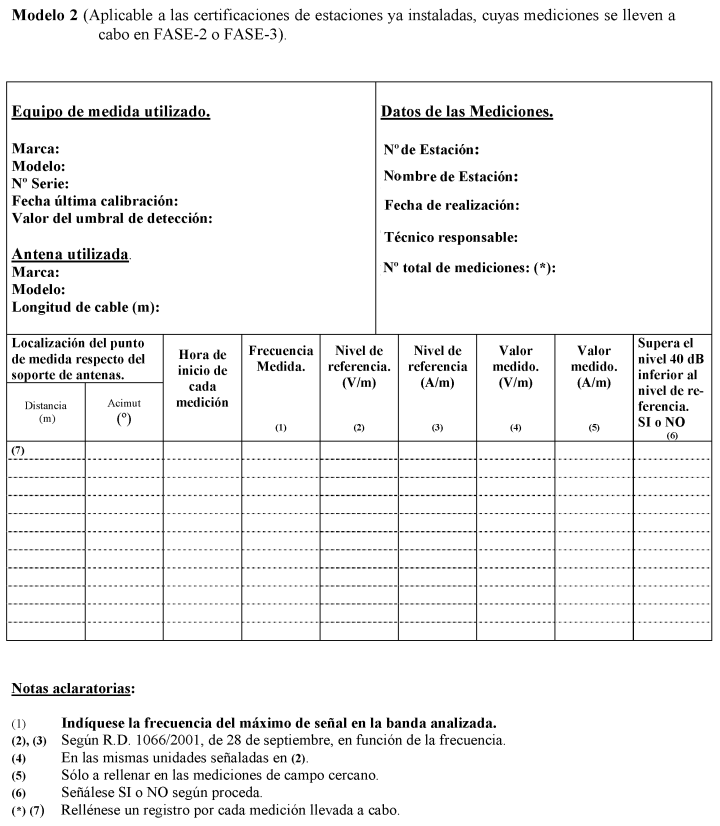 Modelo 2 (Aplicable a las certificaciones de estaciones ya instaladas, cuyas mediciones se lleven a
cabo en FASE-2 o FASE-3).
Equipo de medida utilizado.
Marca:
Modelo:
Nº Serie:
Fecha última calibración:
Valor del umbral de detección:
Antena utilizada.
Marca:
Modelo:
Longitud de cable (m):
Datos de las Mediciones.
Nº de Estación:
Nombre de Estación:
Fecha de realización:
Técnico responsable:
Nº total de mediciones: (*):
Localización del punto
de medida respecto del
soporte de antenas.
Distancia
(m)
Acimut
(º)
Hora de
inicio de
cada
medición
Frecuencia
Medida.
(1)
Nivel de
referencia.
(V/m)
(2)
Nivel de
referencia
(A/m)
(3)
Valor
medido.
(V/m)
(4)
Valor
medido.
(A/m)
(5)
Supera el
nivel 40 dB
inferior al
nivel de re-
ferencia.
SI o NO
(6)
(7)
Notas aclaratorias:
(1) Indíquese la frecuencia del máximo de señal en la banda analizada.
(2), (3) Según R.D. 1066/2001, de 28 de septiembre, en función de la frecuencia.
(4) En las mismas unidades señaladas en (2).
(5) Sólo a rellenar en las mediciones de campo cercano.
(6) Señálese SI o NO según proceda.
(*) (7) Rellénese un registro por cada medición llevada a cabo.